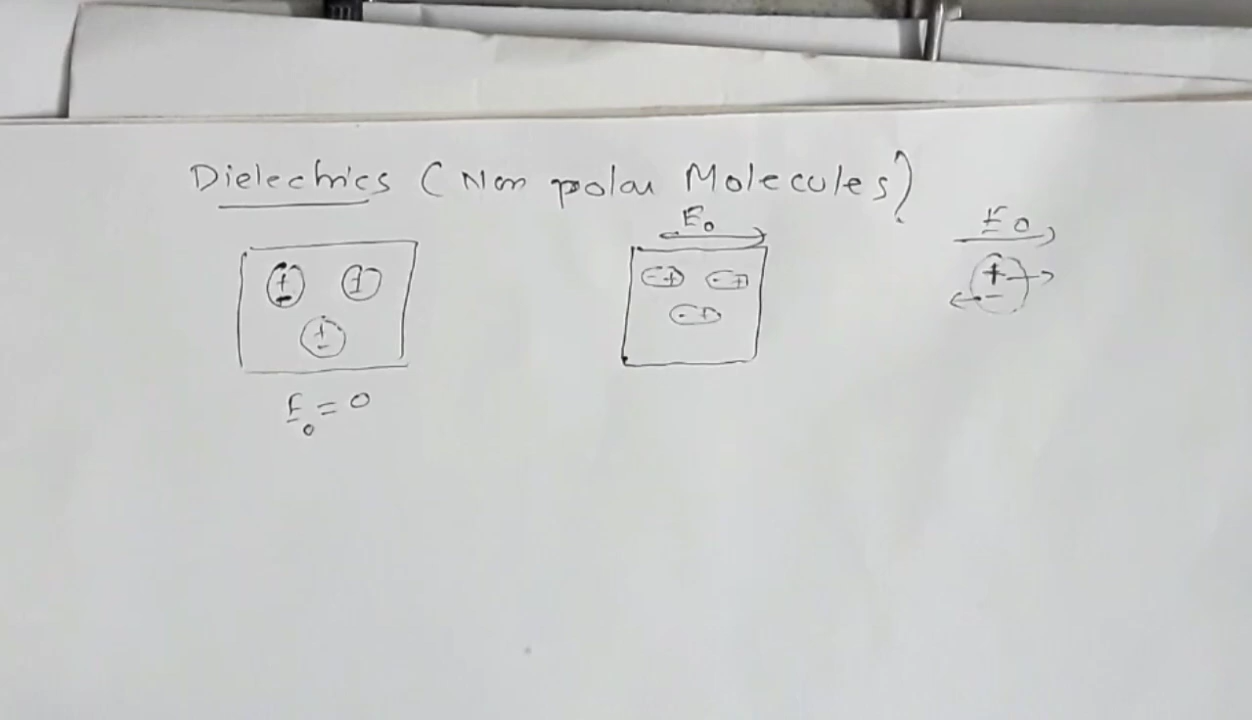 Dielectrics (Non polar Molecules)
E₀
E₀
+ − + −
− + − +
+
+ −
− +
−
E₀ = 0